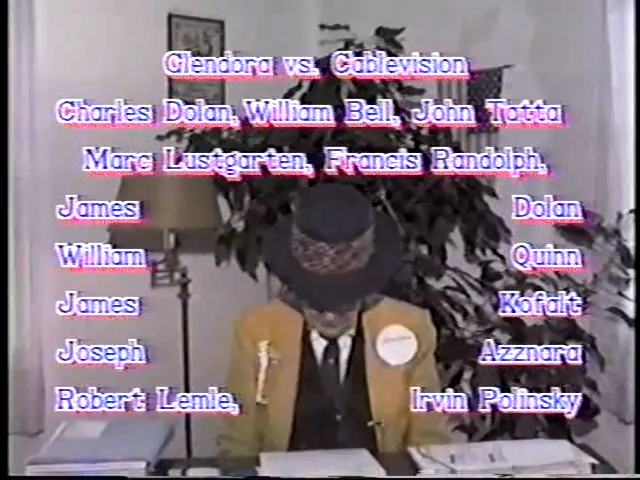 Glendora vs. Cablevision
Charles Dolan, William Bell, John Tatta
Marc Lustgarten, Francis Randolph,
James Dolan
William Quinn
James Kofalt
Joseph Azznara
Robert Lemle, Irvin Polinsky